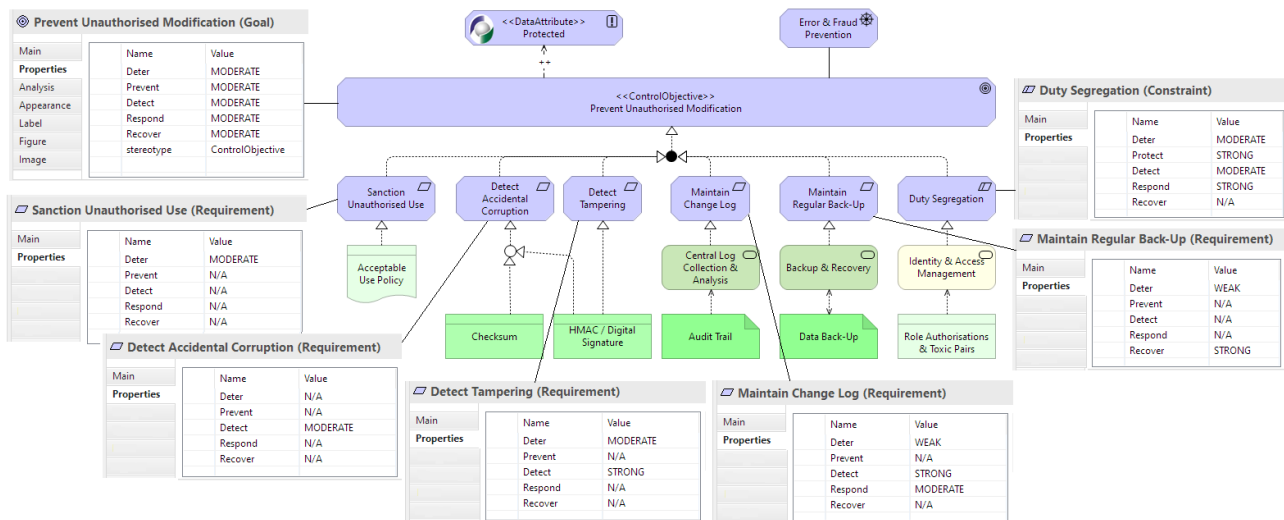 Prevent Unauthorised Modification (Goal)
Main
Properties
Analysis
Appearance
Label
Figure
Image
Name Value
Deter MODERATE
Prevent MODERATE
Detect MODERATE
Respond MODERATE
Recover MODERATE
stereotype ControlObjective
<<DataAttribute>>
Protected
Error & Fraud
Prevention
++
<<ControlObjective>>
Prevent Unauthorised Modification
Duty Segregation (Constraint)
Main
Properties
Name Value
Deter MODERATE
Protect STRONG
Detect MODERATE
Respond STRONG
Recover N/A
Sanction
Unauthorised Use
Detect
Accidental
Corruption
Detect
Tampering
Maintain
Change Log
Maintain
Regular Back-Up
Duty Segregation
Sanction Unauthorised Use (Requirement)
Main
Properties
Name Value
Deter MODERATE
Prevent N/A
Detect N/A
Respond N/A
Recover N/A
Acceptable
Use Policy
Central Log
Collection &
Analysis
Backup & Recovery
Identity & Access
Management
Maintain Regular Back-Up (Requirement)
Main
Properties
Name Value
Deter WEAK
Prevent N/A
Detect N/A
Respond N/A
Recover STRONG
Checksum
HMAC / Digital
Signature
Audit Trail
Data Back-Up
Role Authorisations
& Toxic Pairs
Detect Accidental Corruption (Requirement)
Main
Properties
Name Value
Deter N/A
Prevent N/A
Detect MODERATE
Respond N/A
Recover N/A
Detect Tampering (Requirement)
Main
Properties
Name Value
Deter MODERATE
Prevent N/A
Detect STRONG
Respond N/A
Recover N/A
Maintain Change Log (Requirement)
Main
Properties
Name Value
Deter WEAK
Prevent N/A
Detect STRONG
Respond MODERATE
Recover N/A